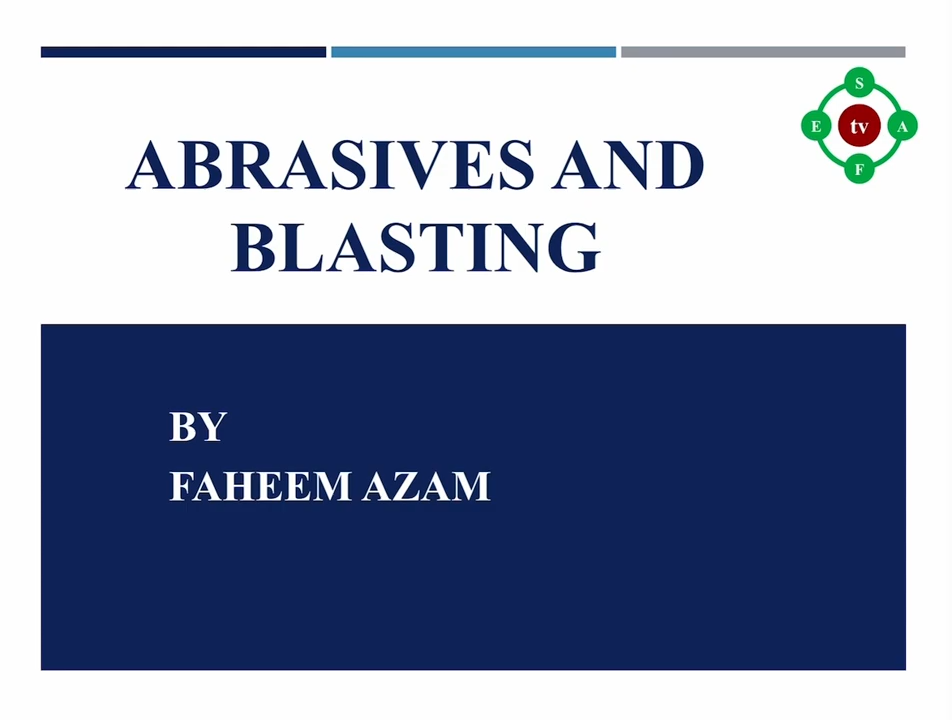 ABRASIVES AND
BLASTING
S
E tv A
F
BY
FAHEEM AZAM